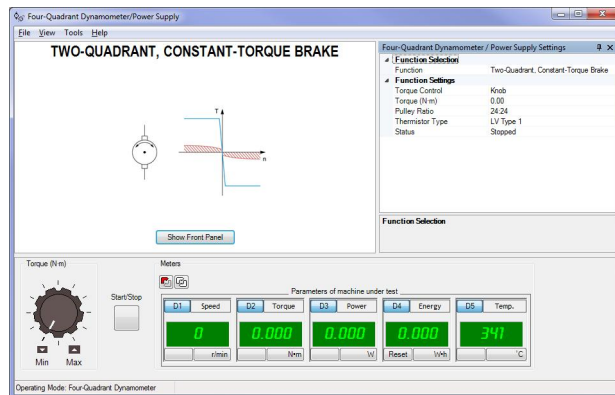 Four-Quadrant Dynamometer/Power Supply
File View Tools Help
TWO-QUADRANT, CONSTANT-TORQUE BRAKE
T
n
Show Front Panel
Four-Quadrant Dynamometer / Power Supply Settings
Function Selection
Function Two-Quadrant, Constant-Torque Brake
Function Settings
Torque Control Knob
Torque (N·m) 0.00
Pulley Ratio 24:24
Thermistor Type LV Type 1
Status Stopped
Function Selection
Torque (N·m)
Min Max
Start/Stop
Meters
Parameters of machine under test
D1 Speed D2 Torque D3 Power D4 Energy D5 Temp.
0 0.000 0.000 0.000 341
r/min N•m W Reset W•h °C
Operating Mode: Four-Quadrant Dynamometer